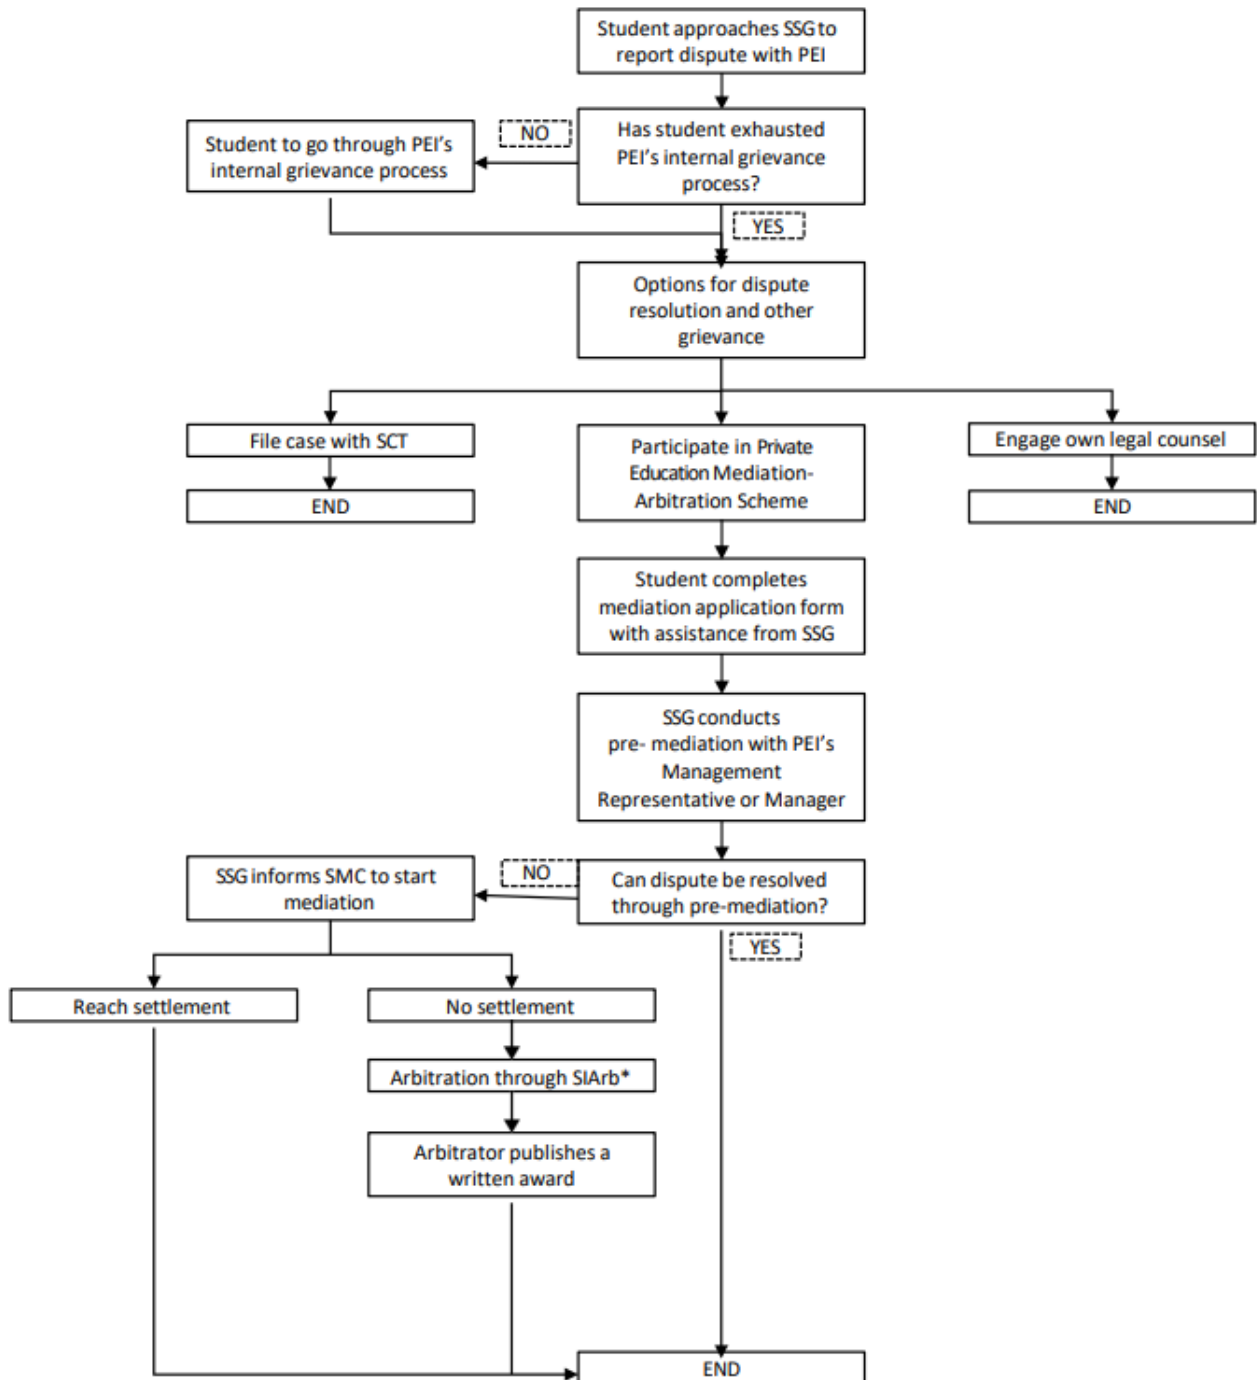 Student approaches SSG to
report dispute with PEI
Has student exhausted
PEI's internal grievance
process?
NO
Student to go through PEI's
internal grievance process
YES
Options for dispute
resolution and other
grievance
File case with SCT
END
Participate in Private
Education Mediation-
Arbitration Scheme
Engage own legal counsel
END
Student completes
mediation application form
with assistance from SSG
SSG conducts
pre- mediation with PEI's
Management
Representative or Manager
Can dispute be resolved
through pre-mediation?
NO
SSG informs SMC to start
mediation
YES
Reach settlement
No settlement
Arbitration through SIArb*
Arbitrator publishes a
written award
END